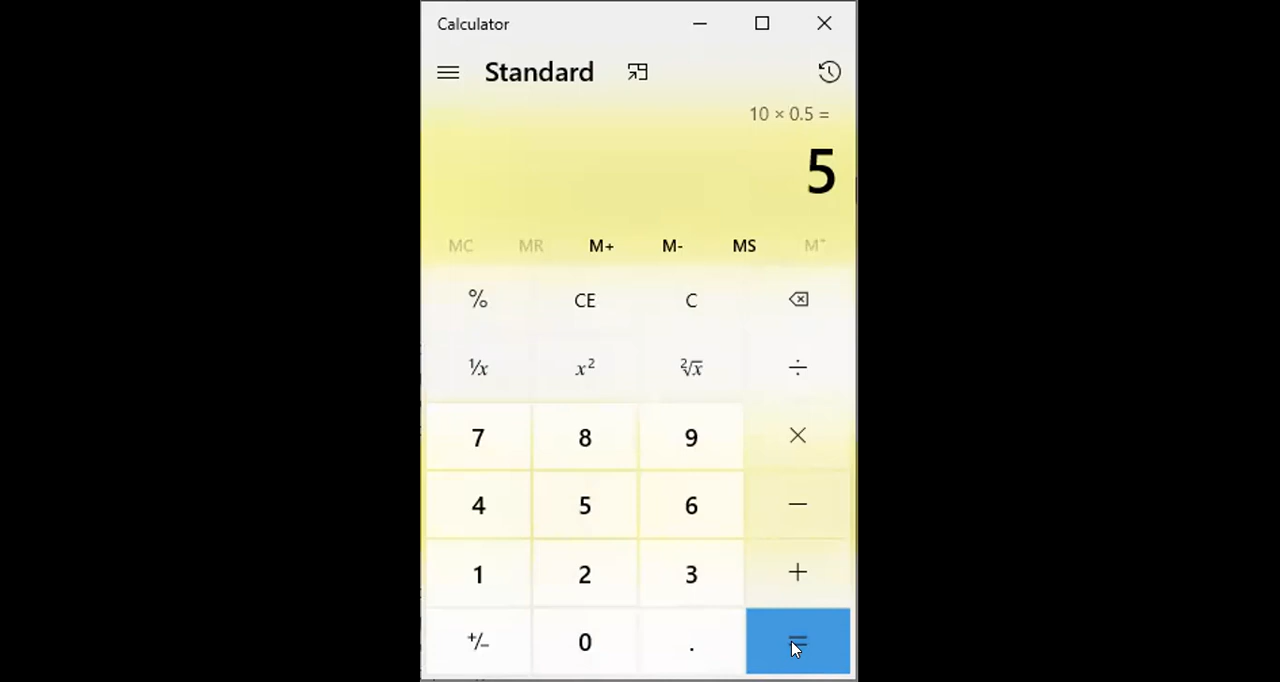 Calculator
Standard
10 × 0.5 =
5
MC MR M+ M- MS M˅
% CE C
¹/x x² ²√x ÷
7 8 9 ×
4 5 6 −
1 2 3 +
+/− 0 . =